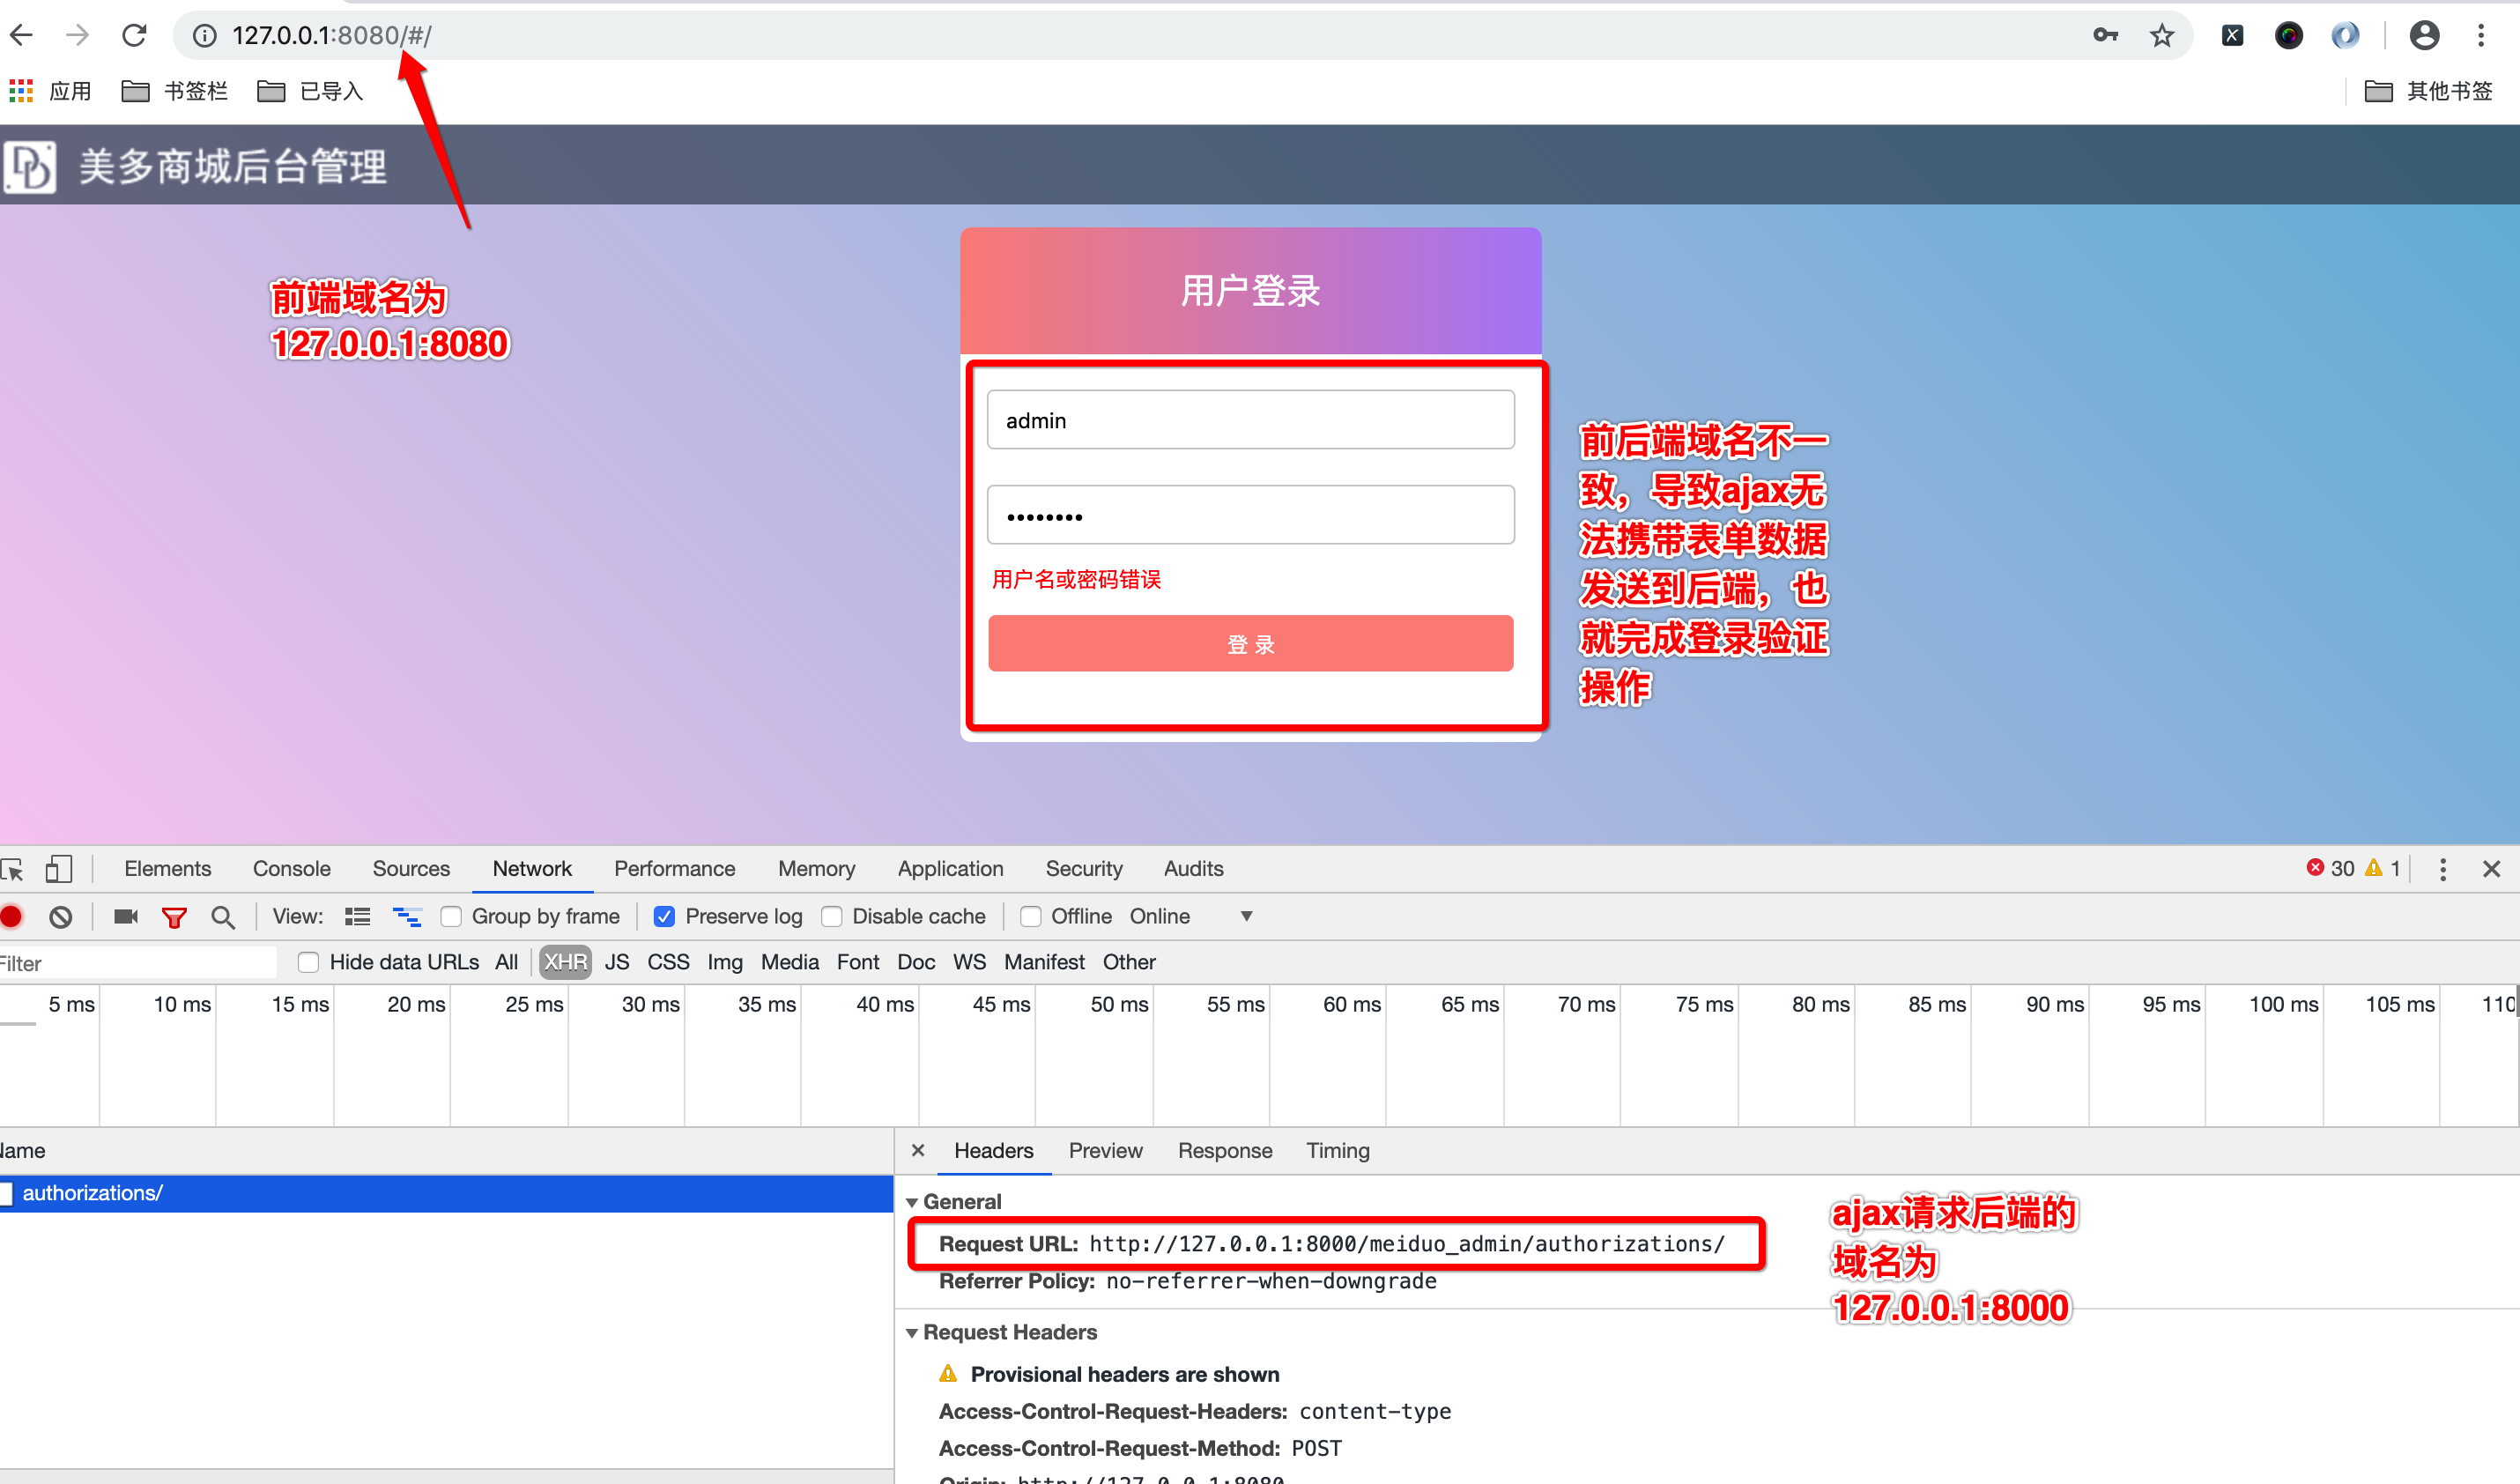 127.0.0.1:8080/#/
应用 书签栏 已导入 其他书签
美多商城后台管理
前端域名为
127.0.0.1:8080
用户登录
admin
••••••••
用户名或密码错误
登 录
前后端域名不一
致，导致ajax无
法携带表单数据
发送到后端，也
就完成登录验证
操作
Elements Console Sources Network Performance Memory Application Security Audits 30 1
View: Group by frame Preserve log Disable cache Offline Online
Filter Hide data URLs All XHR JS CSS Img Media Font Doc WS Manifest Other
5 ms 10 ms 15 ms 20 ms 25 ms 30 ms 35 ms 40 ms 45 ms 50 ms 55 ms 60 ms 65 ms 70 ms 75 ms 80 ms 85 ms 90 ms 95 ms 100 ms 105 ms 110
Name × Headers Preview Response Timing
authorizations/
General
Request URL: http://127.0.0.1:8000/meiduo_admin/authorizations/
Referrer Policy: no-referrer-when-downgrade
ajax请求后端的
域名为
127.0.0.1:8000
Request Headers
Provisional headers are shown
Access-Control-Request-Headers: content-type
Access-Control-Request-Method: POST
Origin: http://127.0.0.1:8080